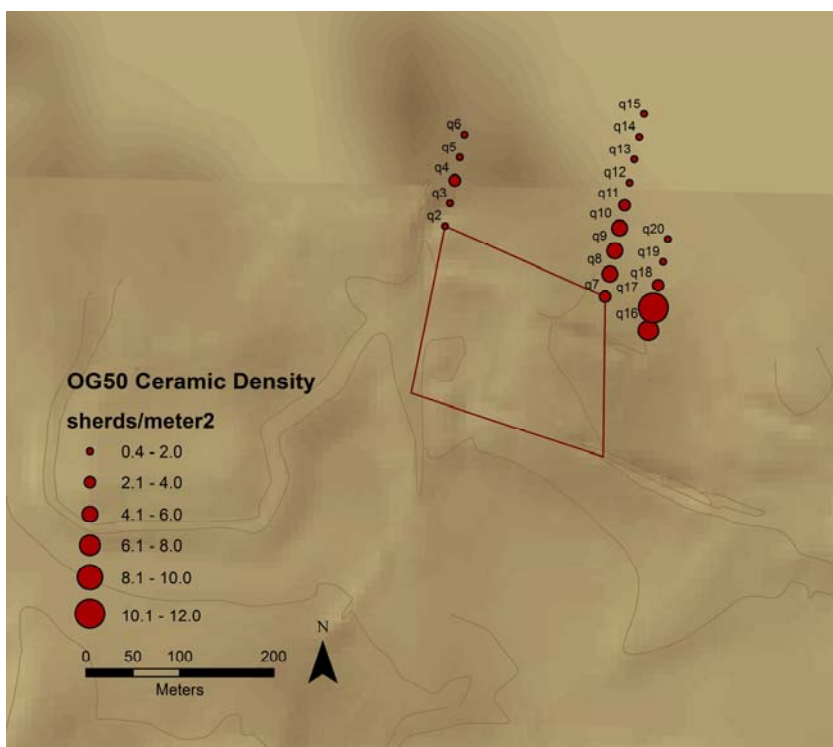 q15
q14
q6
q13
q5
q12
q4
q11
q3
q10
q2
q9
q20
q19
q8
q18
q7
q17
q16
OG50 Ceramic Density
sherds/meter2
0.4 - 2.0
2.1 - 4.0
4.1 - 6.0
6.1 - 8.0
8.1 - 10.0
10.1 - 12.0
N
0 50 100 200
Meters